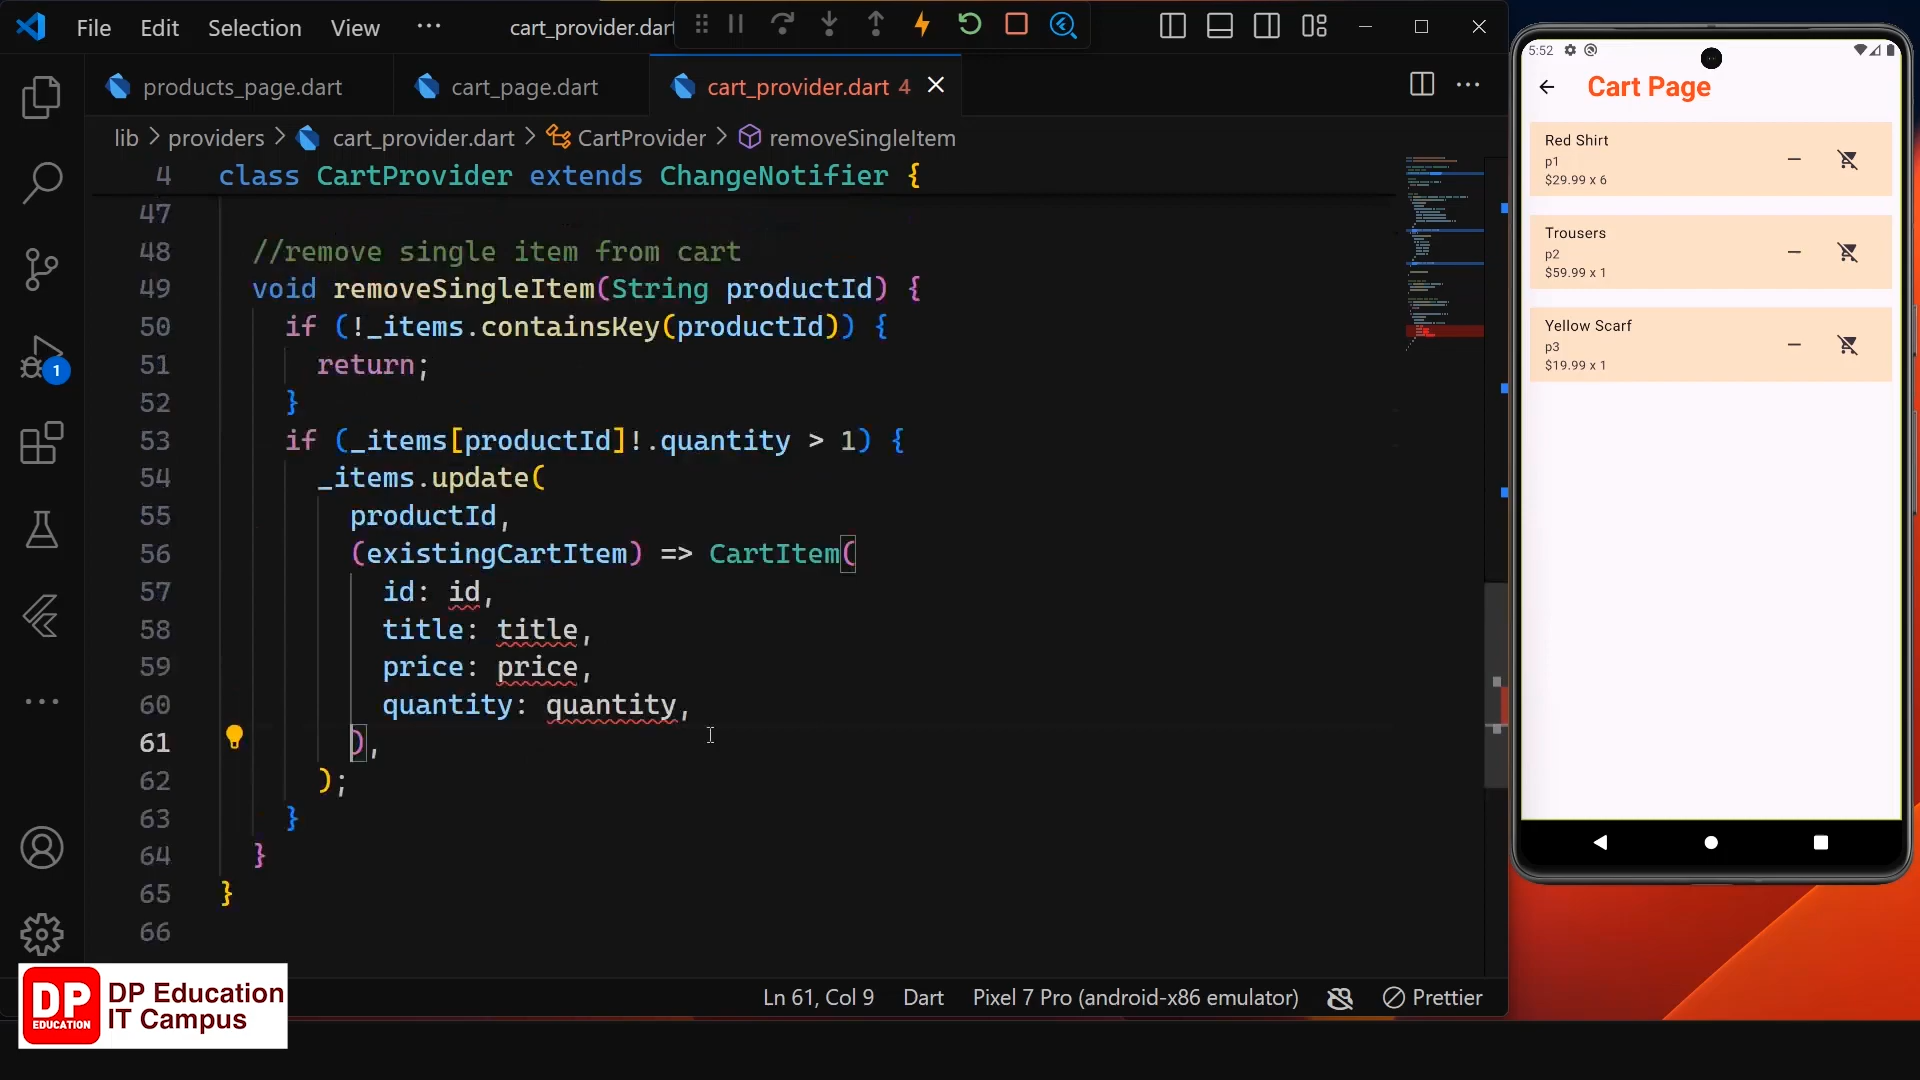 File Edit Selection View ··· cart_provider.dart
products_page.dart
cart_page.dart
cart_provider.dart 4
lib > providers > cart_provider.dart > CartProvider > removeSingleItem
4 class CartProvider extends ChangeNotifier {
47
48 //remove single item from cart
49 void removeSingleItem(String productId) {
50 if (!_items.containsKey(productId)) {
51 return;
52 }
53 if (_items[productId]!.quantity > 1) {
54 _items.update(
55 productId,
56 (existingCartItem) => CartItem(
57 id: id,
58 title: title,
59 price: price,
60 quantity: quantity,
61 ),
62 );
63 }
64 }
65 }
66
1
Ln 61, Col 9 Dart Pixel 7 Pro (android-x86 emulator) Prettier
DP EDUCATION
DP Education
IT Campus
5:52
Cart Page
Red Shirt
p1
$29.99 x 6
Trousers
p2
$59.99 x 1
Yellow Scarf
p3
$19.99 x 1